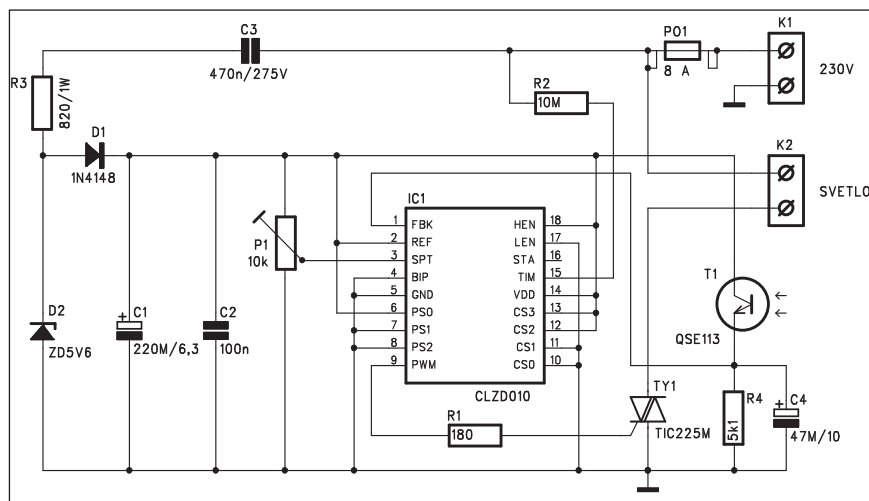 C3
470n/275V
PO1
8 A
K1
230V
R3
820/1W
R2
10M
D1
1N4148
K2
SVETLO
IC1
1 FBK HEN 18
2 REF LEN 17
3 SPT STA 16
4 BIP TIM 15
5 GND VDD 14
6 PS0 CS3 13
7 PS1 CS2 12
8 PS2 CS1 11
9 PWM CS0 10
CLZD010
P1
10k
T1
QSE113
D2
ZD5V6
+
C1
220M/6,3
C2
100n
R1
180
TY1
TIC225M
R4
5k1
+
C4
47M/10